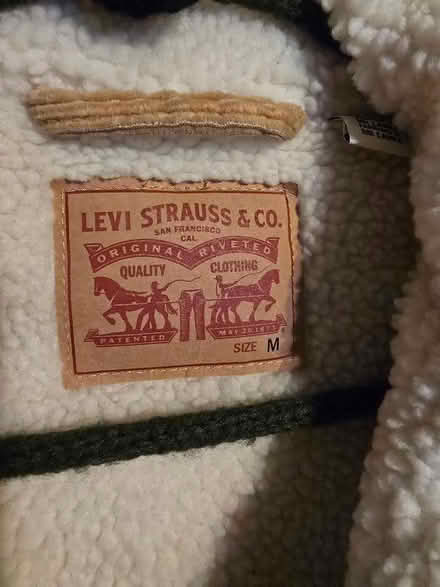 LEVI STRAUSS & CO.
SAN FRANCISCO
CAL.
ORIGINAL RIVETED
QUALITY CLOTHING
PATENTED MAY 20 1873
SIZE M